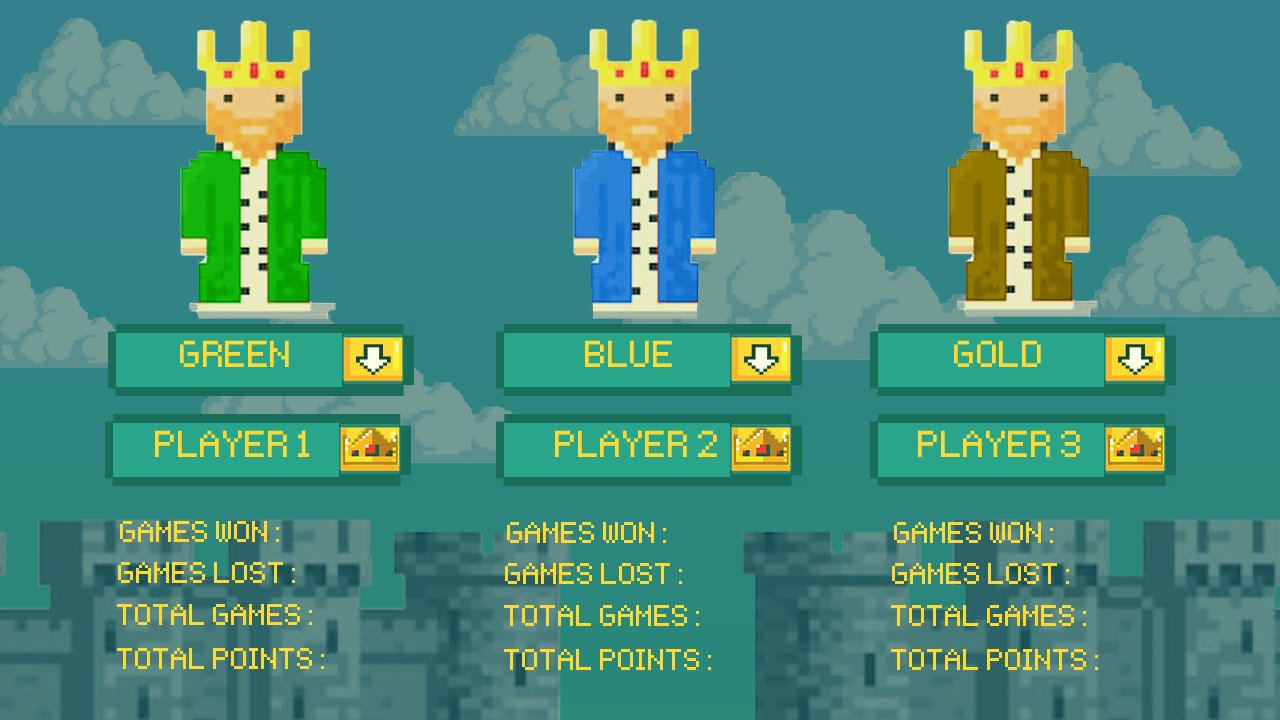 GREEN
BLUE
GOLD
PLAYER 1
PLAYER 2
PLAYER 3
GAMES WON :
GAMES LOST :
TOTAL GAMES :
TOTAL POINTS :
GAMES WON :
GAMES LOST :
TOTAL GAMES :
TOTAL POINTS :
GAMES WON :
GAMES LOST :
TOTAL GAMES :
TOTAL POINTS :